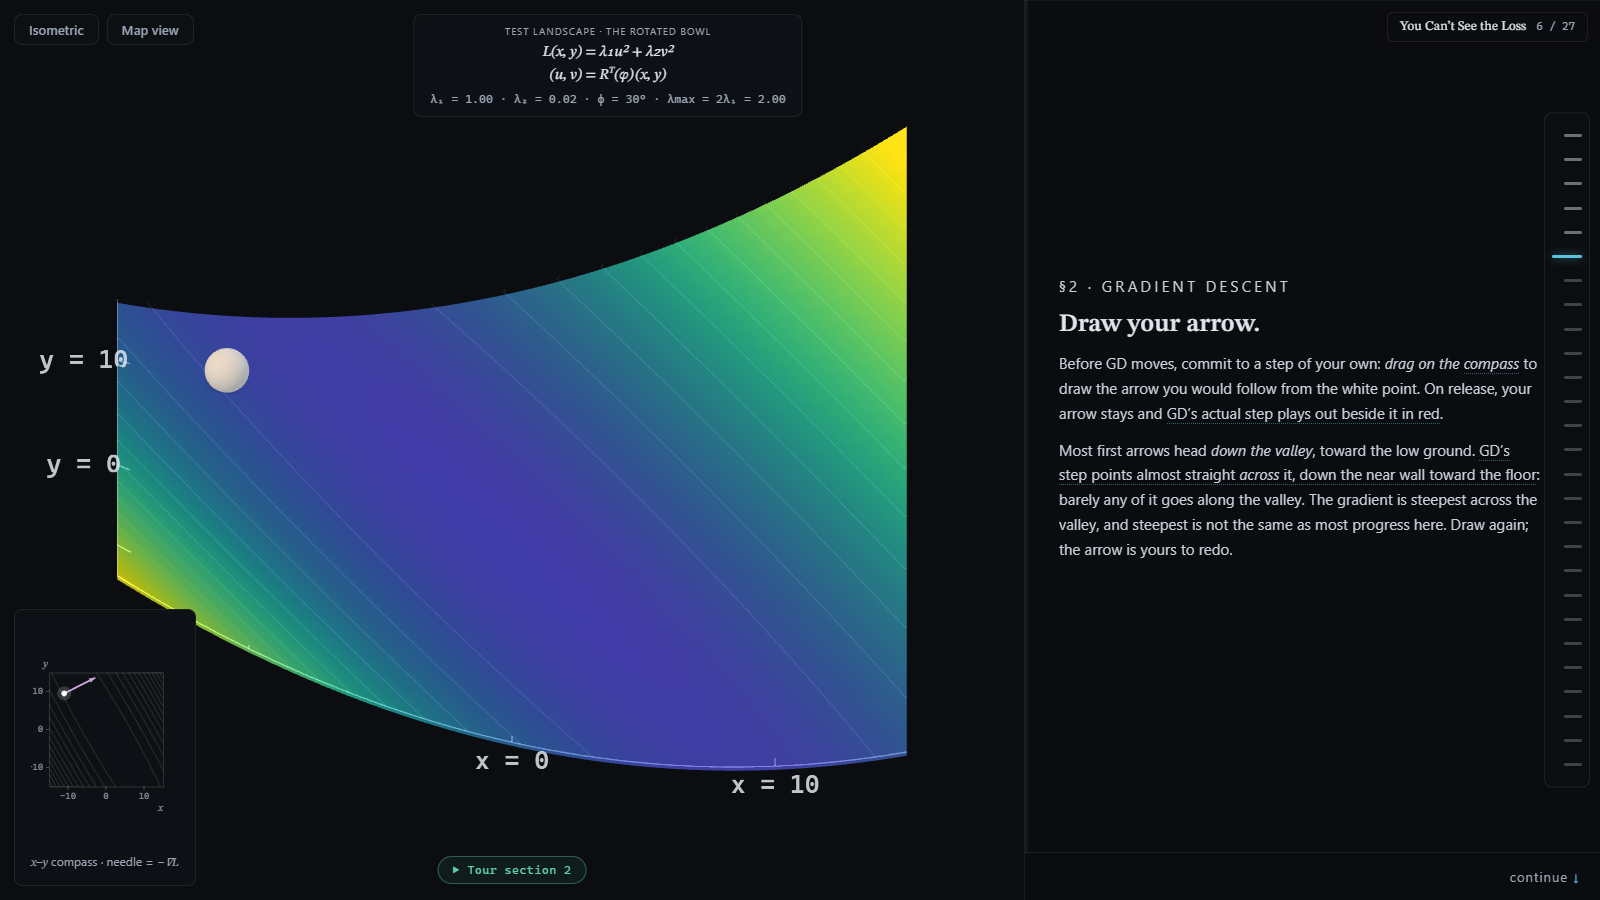 Isometric
Map view
TEST LANDSCAPE · THE ROTATED BOWL
L(x, y) = λ₁u² + λ₂v²
(u, v) = Rᵀ(φ)(x, y)
λ₁ = 1.00 · λ₂ = 0.02 · ϕ = 30° · λmax = 2λ₁ = 2.00
You Can't See the Loss 6 / 27
y = 10
y = 0
x = 0
x = 10
§2 · GRADIENT DESCENT
Draw your arrow.
Before GD moves, commit to a step of your own: drag on the compass to
draw the arrow you would follow from the white point. On release, your
arrow stays and GD's actual step plays out beside it in red.
Most first arrows head down the valley, toward the low ground. GD's
step points almost straight across it, down the near wall toward the floor:
barely any of it goes along the valley. The gradient is steepest across the
valley, and steepest is not the same as most progress here. Draw again;
the arrow is yours to redo.
y
10
0
-10
−10 0 10
x
x–y compass · needle = −∇L
▶ Tour section 2
continue ↓